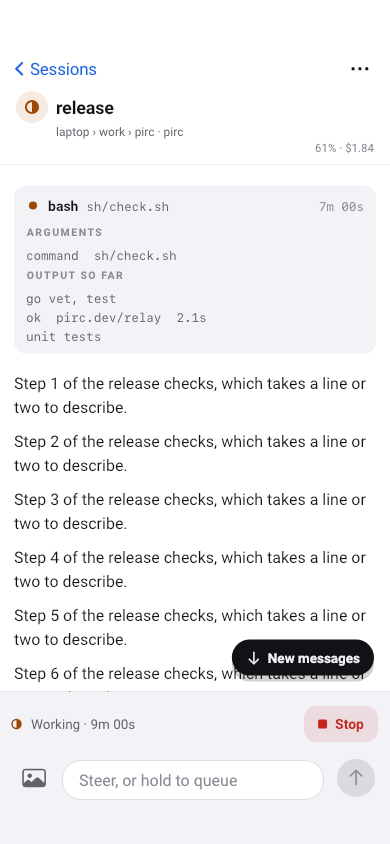 Sessions
release
laptop › work › pirc · pirc
61% · $1.84
bash sh/check.sh 7m 00s
ARGUMENTS
command sh/check.sh
OUTPUT SO FAR
go vet, test
ok pirc.dev/relay 2.1s
unit tests
Step 1 of the release checks, which takes a line or
two to describe.
Step 2 of the release checks, which takes a line or
two to describe.
Step 3 of the release checks, which takes a line or
two to describe.
Step 4 of the release checks, which takes a line or
two to describe.
Step 5 of the release checks, which takes a line or
two to describe.
Step 6 of the release checks, which takes a line or
New messages
Working · 9m 00s
Stop
Steer, or hold to queue